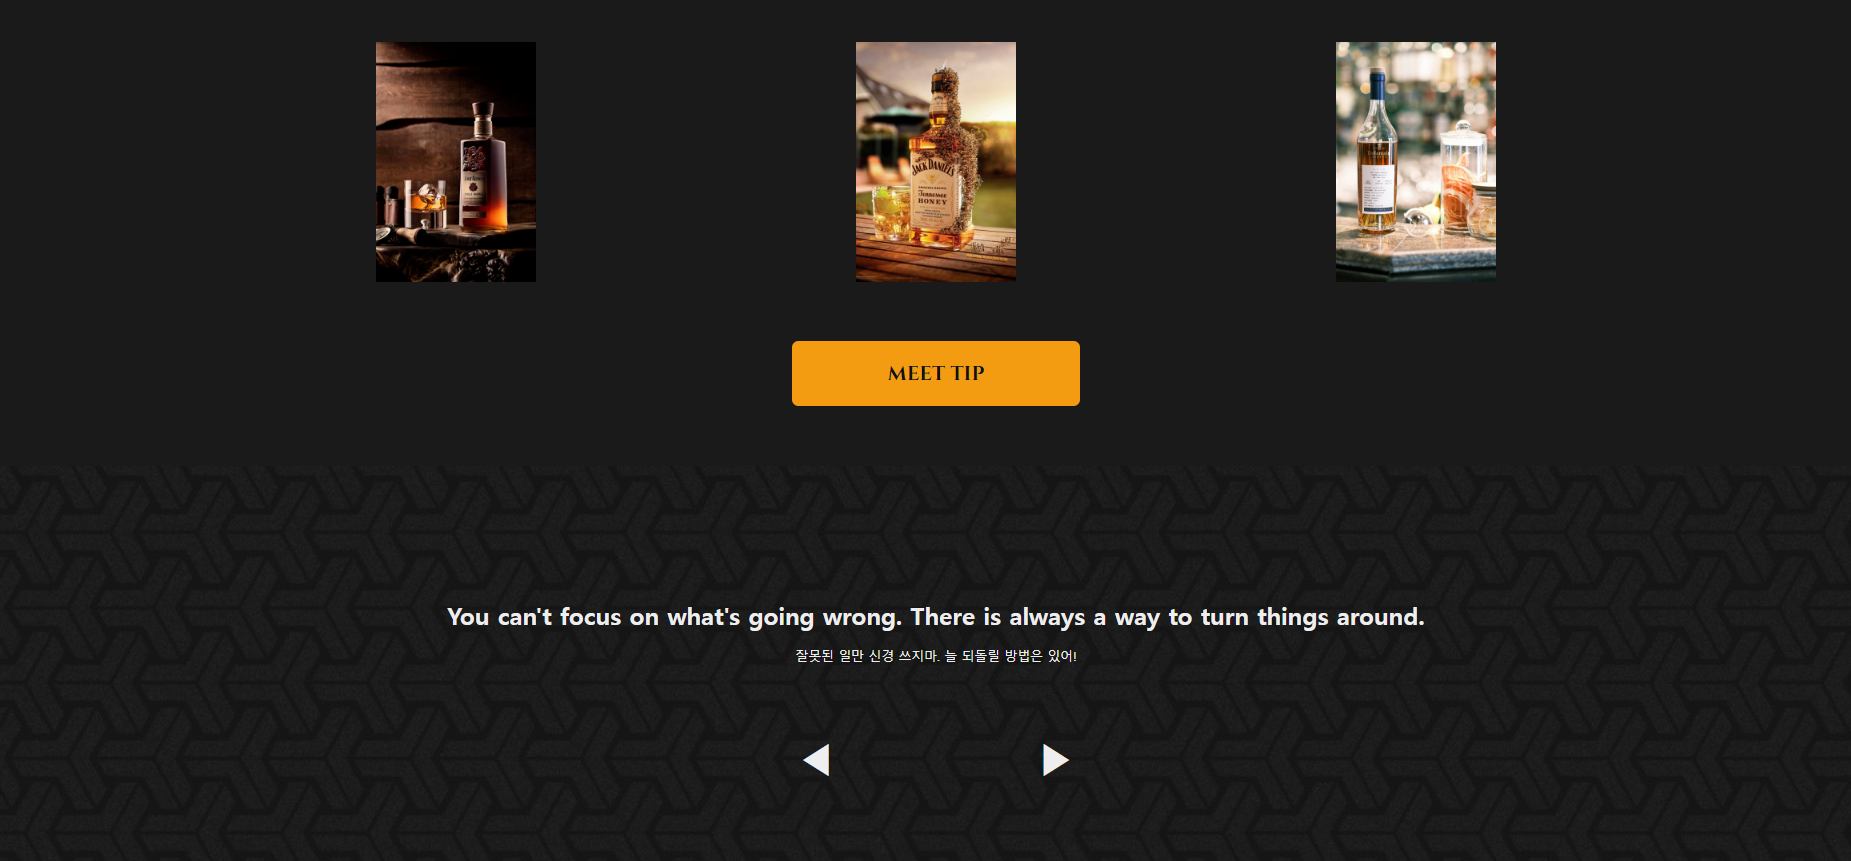 JACK DANIEL'S
Tennessee
HONEY
MEET TIP
You can't focus on what's going wrong. There is always a way to turn things around.
잘못된 일만 신경 쓰지마. 늘 되돌릴 방법은 있어!